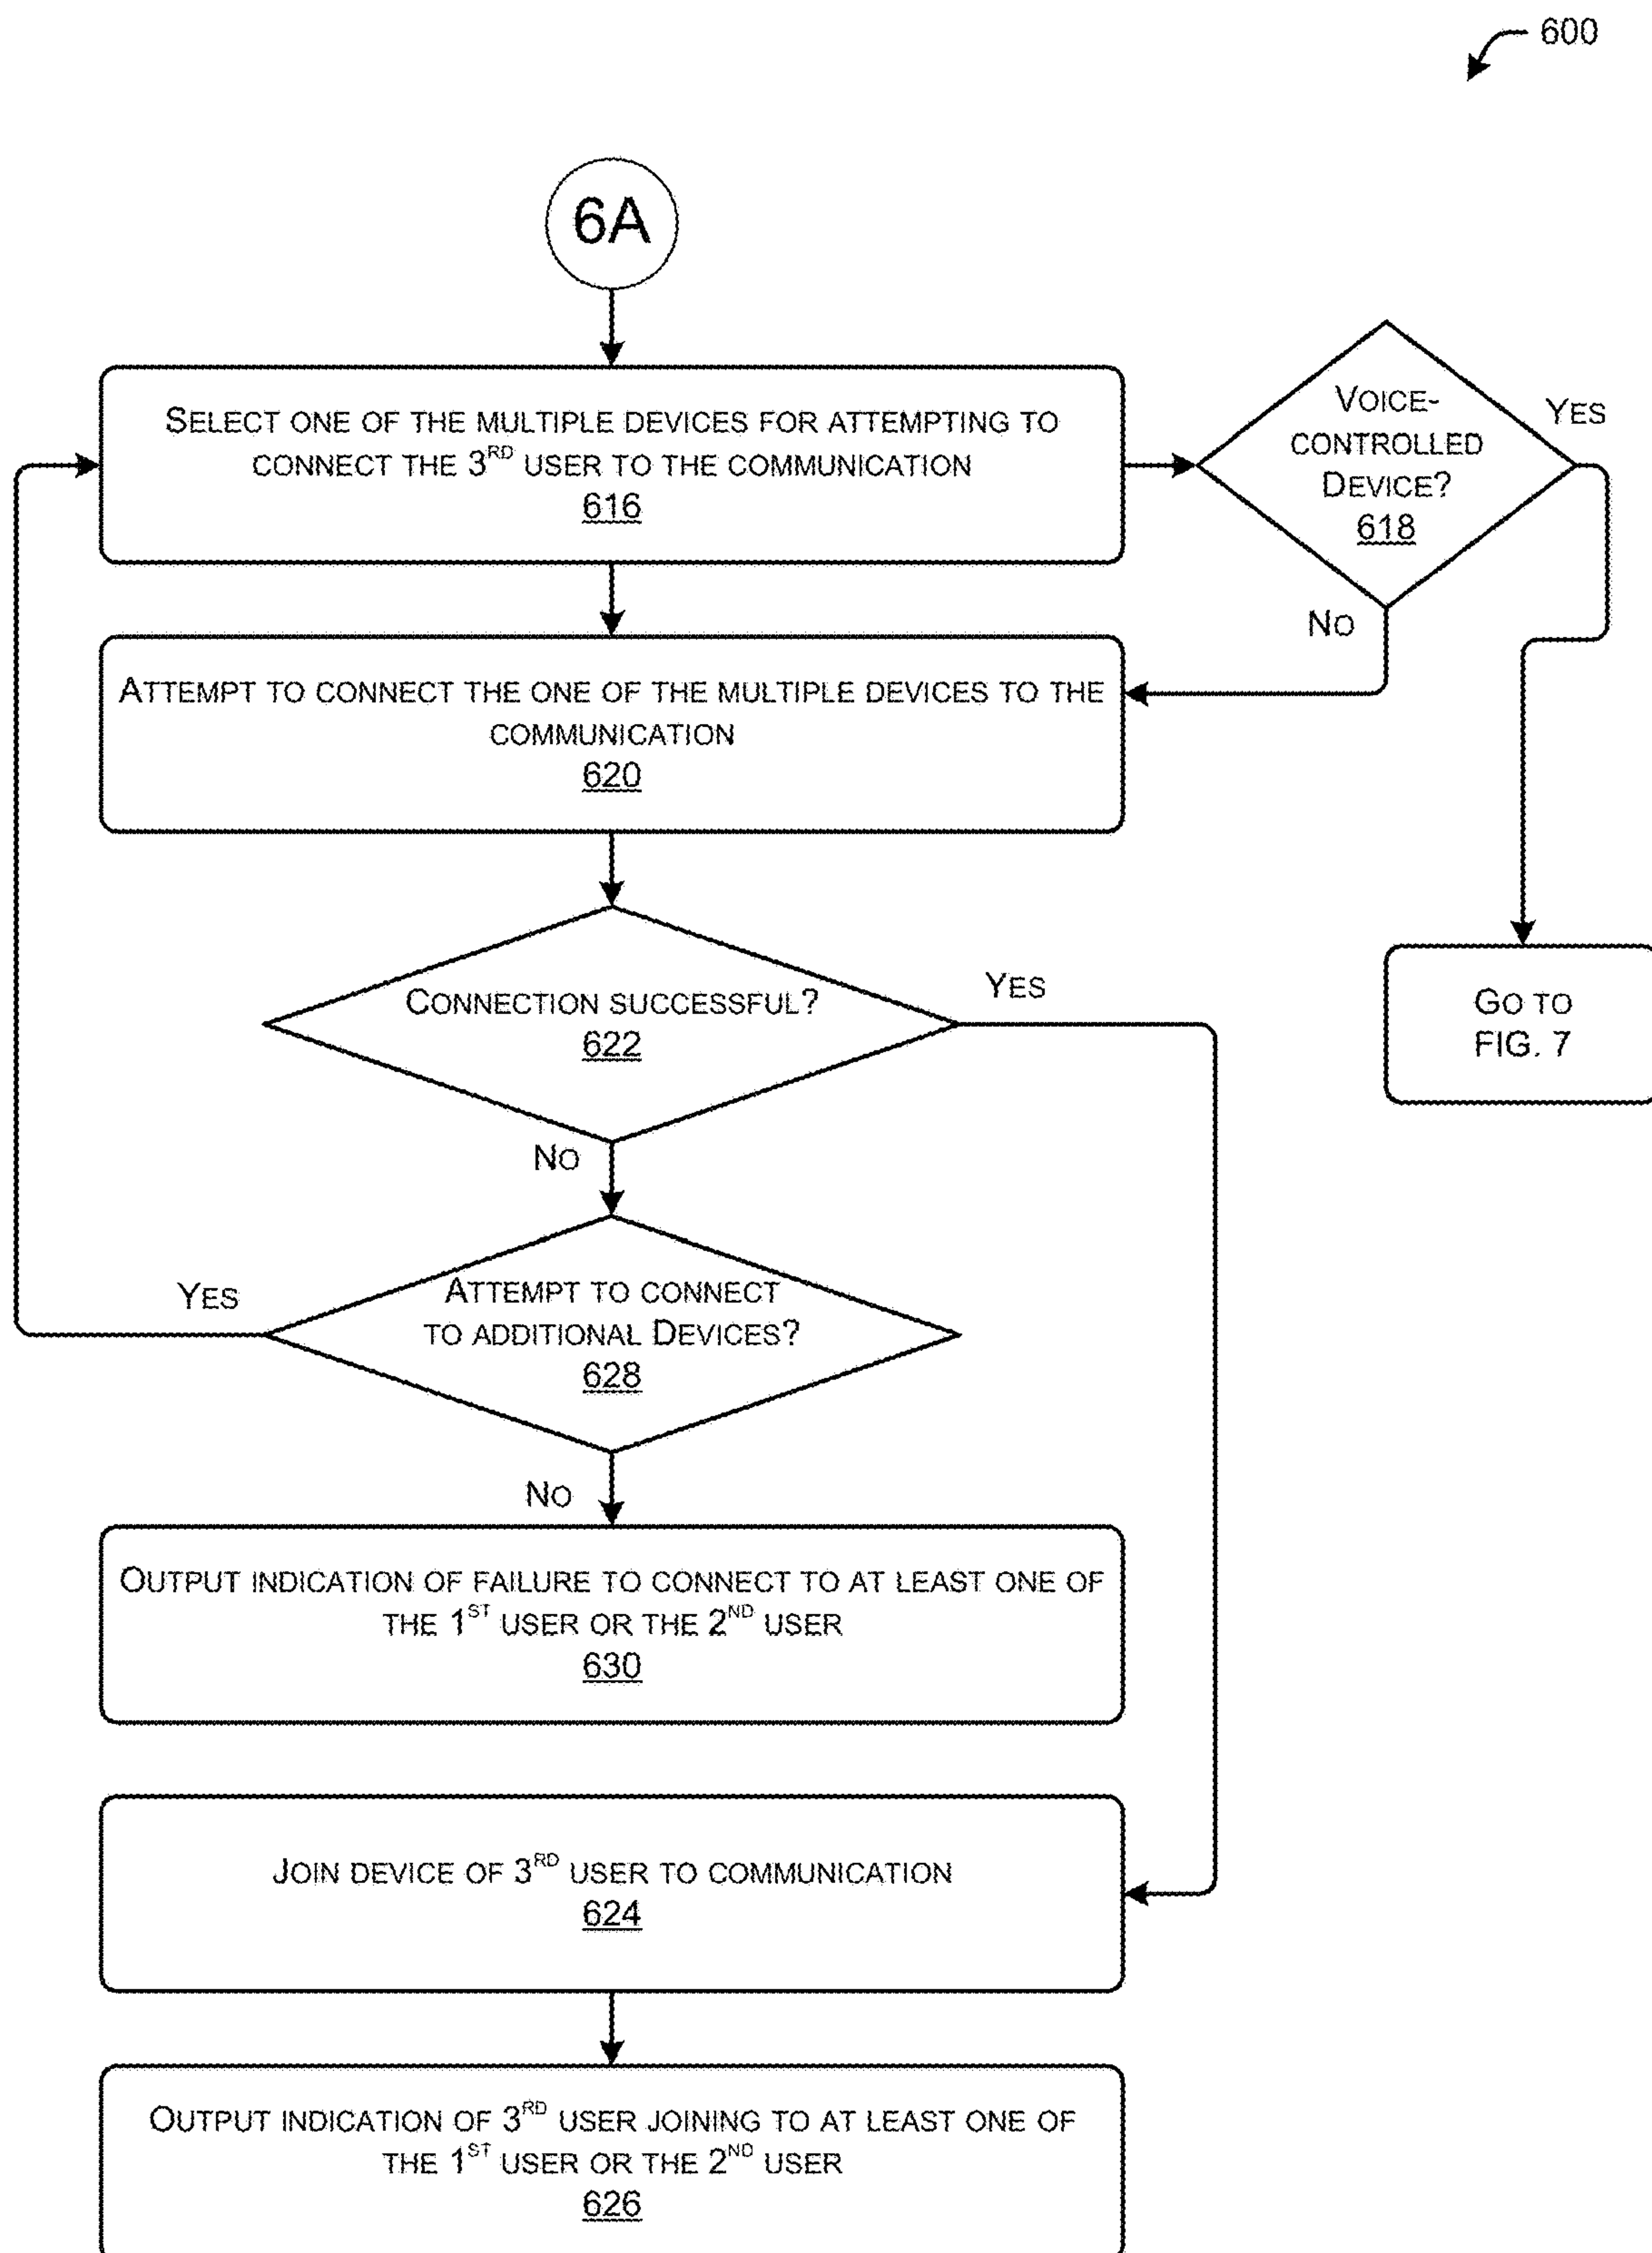 600
6A
Select one of the multiple devices for attempting to
connect the 3rd user to the communication
616
Voice-
controlled
Device?
618
Yes
No
Attempt to connect the one of the multiple devices to the
communication
620
Connection successful?
622
Yes
No
Go to
FIG. 7
Attempt to connect
to additional Devices?
628
Yes
No
Output indication of failure to connect to at least one of
the 1st user or the 2nd user
630
Join device of 3rd user to communication
624
Output indication of 3rd user joining to at least one of
the 1st user or the 2nd user
626